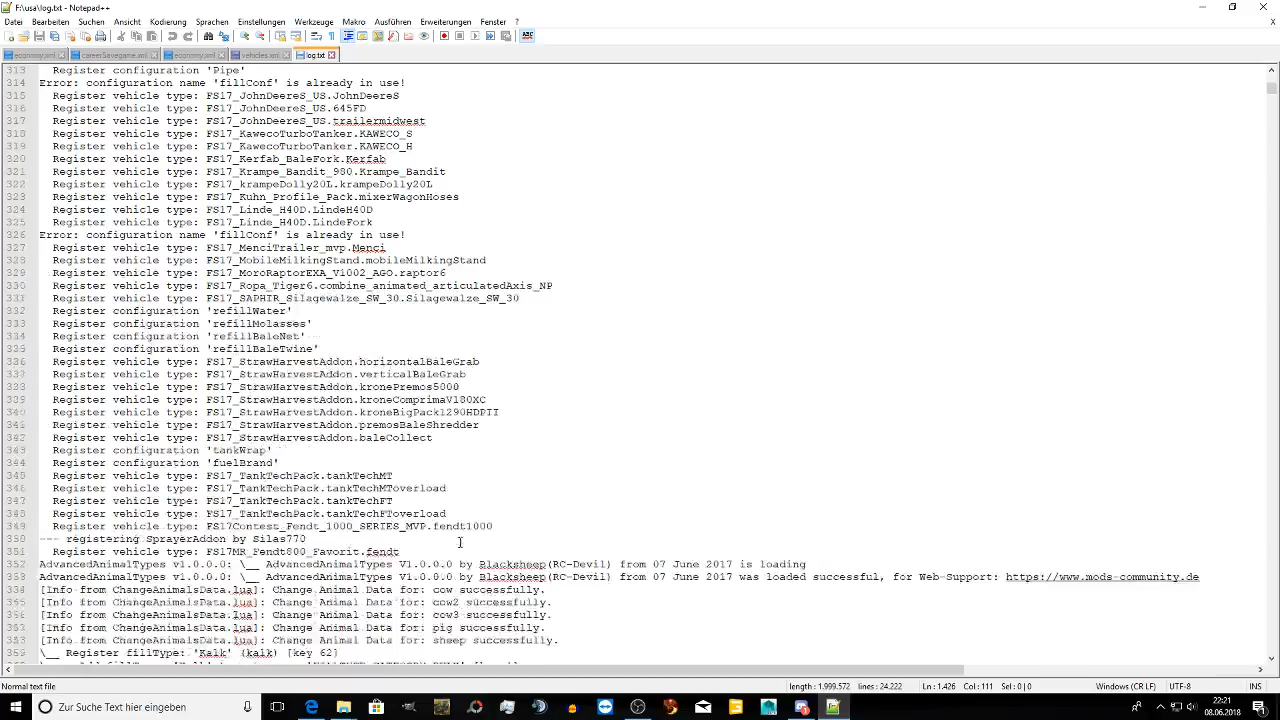 F:\usa\log.txt - Notepad++
Datei Bearbeiten Suchen Ansicht Kodierung Sprachen Einstellungen Werkzeuge Makro Ausführen Erweiterungen Fenster ?
economy.xml careerSavegame.xml economy.xml vehicles.xml log.txt
313 Register configuration 'Pipe'
314 Error: configuration name 'fillConf' is already in use!
315 Register vehicle type: FS17_JohnDeereS_US.JohnDeereS
316 Register vehicle type: FS17_JohnDeereS_US.645FD
317 Register vehicle type: FS17_JohnDeereS_US.trailermidwest
318 Register vehicle type: FS17_KawecoTurboTanker.KAWECO_S
319 Register vehicle type: FS17_KawecoTurboTanker.KAWECO_H
320 Register vehicle type: FS17_Kerfab_BaleFork.Kerfab
321 Register vehicle type: FS17_Krampe_Bandit_980.Krampe_Bandit
322 Register vehicle type: FS17_krampeDolly20L.krampeDolly20L
323 Register vehicle type: FS17_Kuhn_Profile_Pack.mixerWagonHoses
324 Register vehicle type: FS17_Linde_H40D.LindeH40D
325 Register vehicle type: FS17_Linde_H40D.LindeFork
326 Error: configuration name 'fillConf' is already in use!
327 Register vehicle type: FS17_MenciTrailer_mvp.Menci
328 Register vehicle type: FS17_MobileMilkingStand.mobileMilkingStand
329 Register vehicle type: FS17_MoroRaptorEXA_V1002_AGO.raptor6
330 Register vehicle type: FS17_Ropa_Tiger6.combine_animated_articulatedAxis_NP
331 Register vehicle type: FS17_SAPHIR_Silagewalze_SW_30.Silagewalze_SW_30
332 Register configuration 'refillWater'
333 Register configuration 'refillMolasses'
334 Register configuration 'refillBaleNet'
335 Register configuration 'refillBaleTwine'
336 Register vehicle type: FS17_StrawHarvestAddon.horizontalBaleGrab
337 Register vehicle type: FS17_StrawHarvestAddon.verticalBaleGrab
338 Register vehicle type: FS17_StrawHarvestAddon.kronePremos5000
339 Register vehicle type: FS17_StrawHarvestAddon.kroneComprimaV180XC
340 Register vehicle type: FS17_StrawHarvestAddon.kroneBigPack1290HDPII
341 Register vehicle type: FS17_StrawHarvestAddon.premosBaleShredder
342 Register vehicle type: FS17_StrawHarvestAddon.baleCollect
343 Register configuration 'tankWrap'
344 Register configuration 'fuelBrand'
345 Register vehicle type: FS17_TankTechPack.tankTechMT
346 Register vehicle type: FS17_TankTechPack.tankTechMToverload
347 Register vehicle type: FS17_TankTechPack.tankTechFT
348 Register vehicle type: FS17_TankTechPack.tankTechFToverload
349 Register vehicle type: FS17Contest_Fendt_1000_SERIES_MVP.fendt1000
350 --- registering SprayerAddon by Silas770
351 Register vehicle type: FS17MR_Fendt800_Favorit.fendt
352 AdvancedAnimalTypes v1.0.0.0: \__ AdvancedAnimalTypes V1.0.0.0 by Blacksheep(RC-Devil) from 07 June 2017 is loading
353 AdvancedAnimalTypes v1.0.0.0: \__ AdvancedAnimalTypes V1.0.0.0 by Blacksheep(RC-Devil) from 07 June 2017 was loaded successful, for Web-Support: https://www.mods-community.de
354 [Info from ChangeAnimalsData.lua]: Change Animal Data for: cow successfully.
355 [Info from ChangeAnimalsData.lua]: Change Animal Data for: cow2 successfully.
356 [Info from ChangeAnimalsData.lua]: Change Animal Data for: cow3 successfully.
357 [Info from ChangeAnimalsData.lua]: Change Animal Data for: pig successfully.
358 [Info from ChangeAnimalsData.lua]: Change Animal Data for: sheep successfully.
359 \__ Register fillType: 'Kalk' (kalk) [key 62]
Normal text file length : 1.999.572 lines : 24.222 Ln : 1.426 Col : 111 Sel : 0 | 0 Windows (CR LF) UTF-8 INS
Zur Suche Text hier eingeben
22:21
08.06.2018